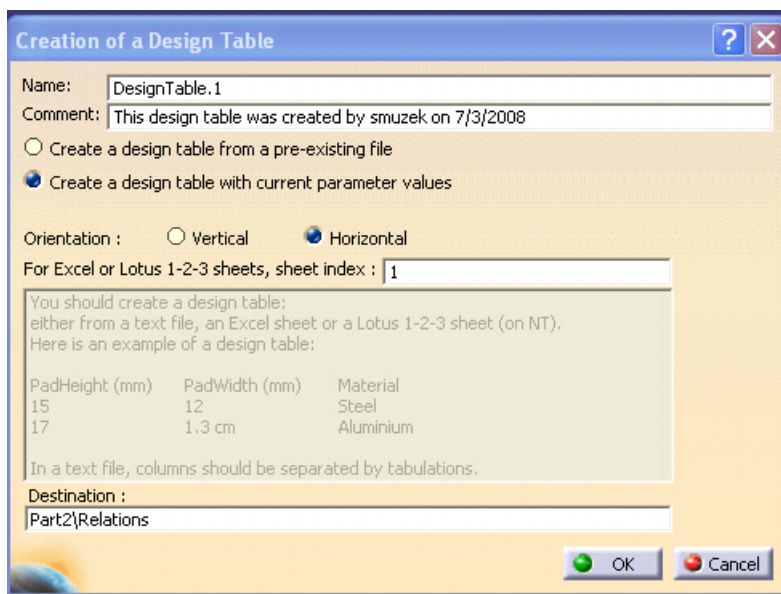 Creation of a Design Table
Name: DesignTable.1
Comment: This design table was created by smuzek on 7/3/2008
Create a design table from a pre-existing file
Create a design table with current parameter values
Orientation : Vertical Horizontal
For Excel or Lotus 1-2-3 sheets, sheet index : 1
You should create a design table:
either from a text file, an Excel sheet or a Lotus 1-2-3 sheet (on NT).
Here is an example of a design table:
PadHeight (mm) PadWidth (mm) Material
15 12 Steel
17 1.3 cm Aluminium
In a text file, columns should be separated by tabulations.
Destination :
Part2\Relations
OK Cancel